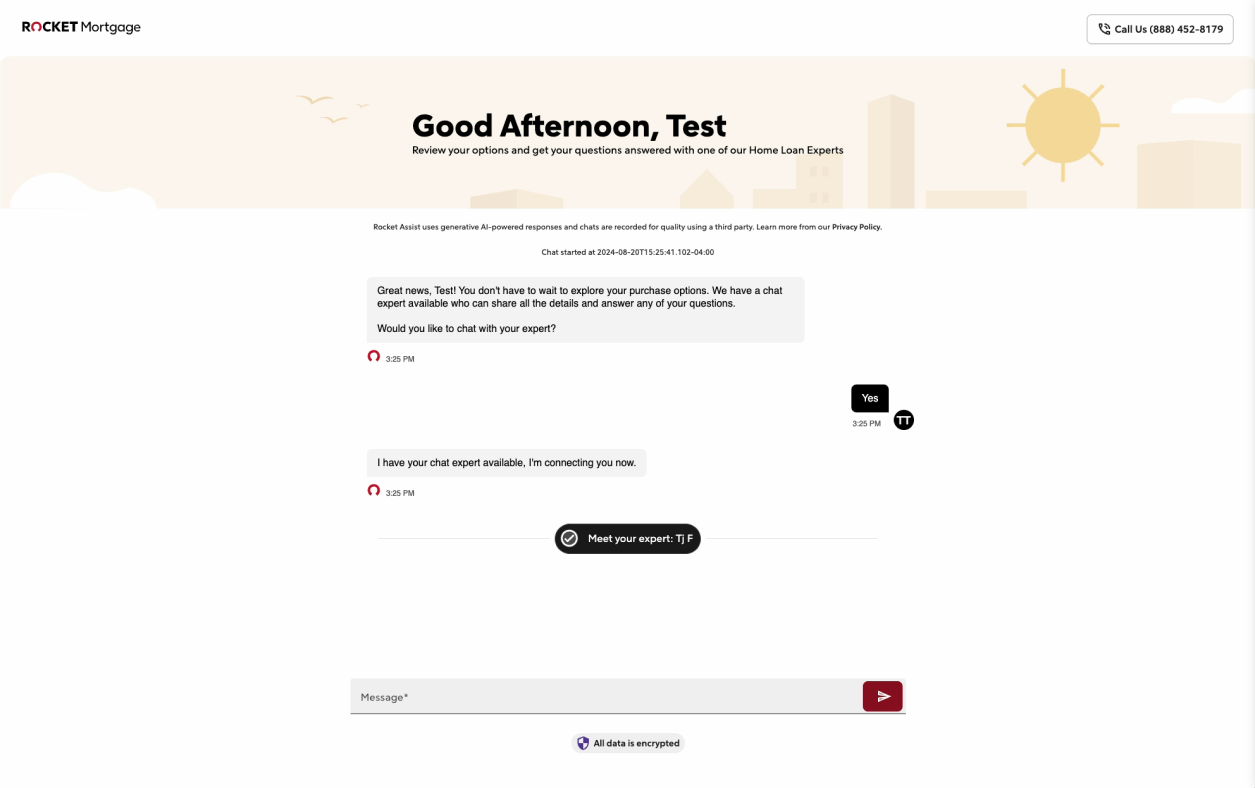 ROCKET Mortgage
Call Us (888) 452-8179
Good Afternoon, Test
Review your options and get your questions answered with one of our Home Loan Experts
Rocket Assist uses generative AI-powered responses and chats are recorded for quality using a third party. Learn more from our Privacy Policy.
Chat started at 2024-08-20T15:25:41.102-04:00
Great news, Test! You don't have to wait to explore your purchase options. We have a chat
expert available who can share all the details and answer any of your questions.
Would you like to chat with your expert?
3:25 PM
Yes
3:25 PM
TT
I have your chat expert available, I'm connecting you now.
3:25 PM
Meet your expert: Tj F
Message*
All data is encrypted